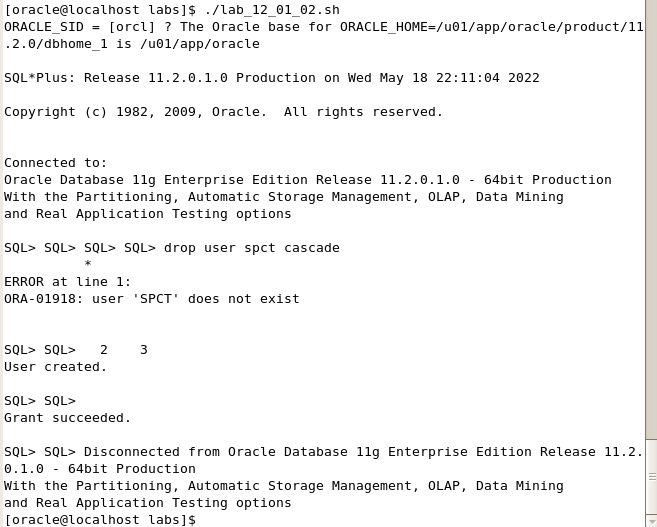 [oracle@localhost labs]$ ./lab_12_01_02.sh
ORACLE_SID = [orcl] ? The Oracle base for ORACLE_HOME=/u01/app/oracle/product/11
.2.0/dbhome_1 is /u01/app/oracle
SQL*Plus: Release 11.2.0.1.0 Production on Wed May 18 22:11:04 2022
Copyright (c) 1982, 2009, Oracle.  All rights reserved.
Connected to:
Oracle Database 11g Enterprise Edition Release 11.2.0.1.0 - 64bit Production
With the Partitioning, Automatic Storage Management, OLAP, Data Mining
and Real Application Testing options
SQL> SQL> SQL> SQL> drop user spct cascade
          *
ERROR at line 1:
ORA-01918: user 'SPCT' does not exist
SQL> SQL>   2    3
User created.
SQL> SQL>
Grant succeeded.
SQL> SQL> Disconnected from Oracle Database 11g Enterprise Edition Release 11.2.
0.1.0 - 64bit Production
With the Partitioning, Automatic Storage Management, OLAP, Data Mining
and Real Application Testing options
[oracle@localhost labs]$